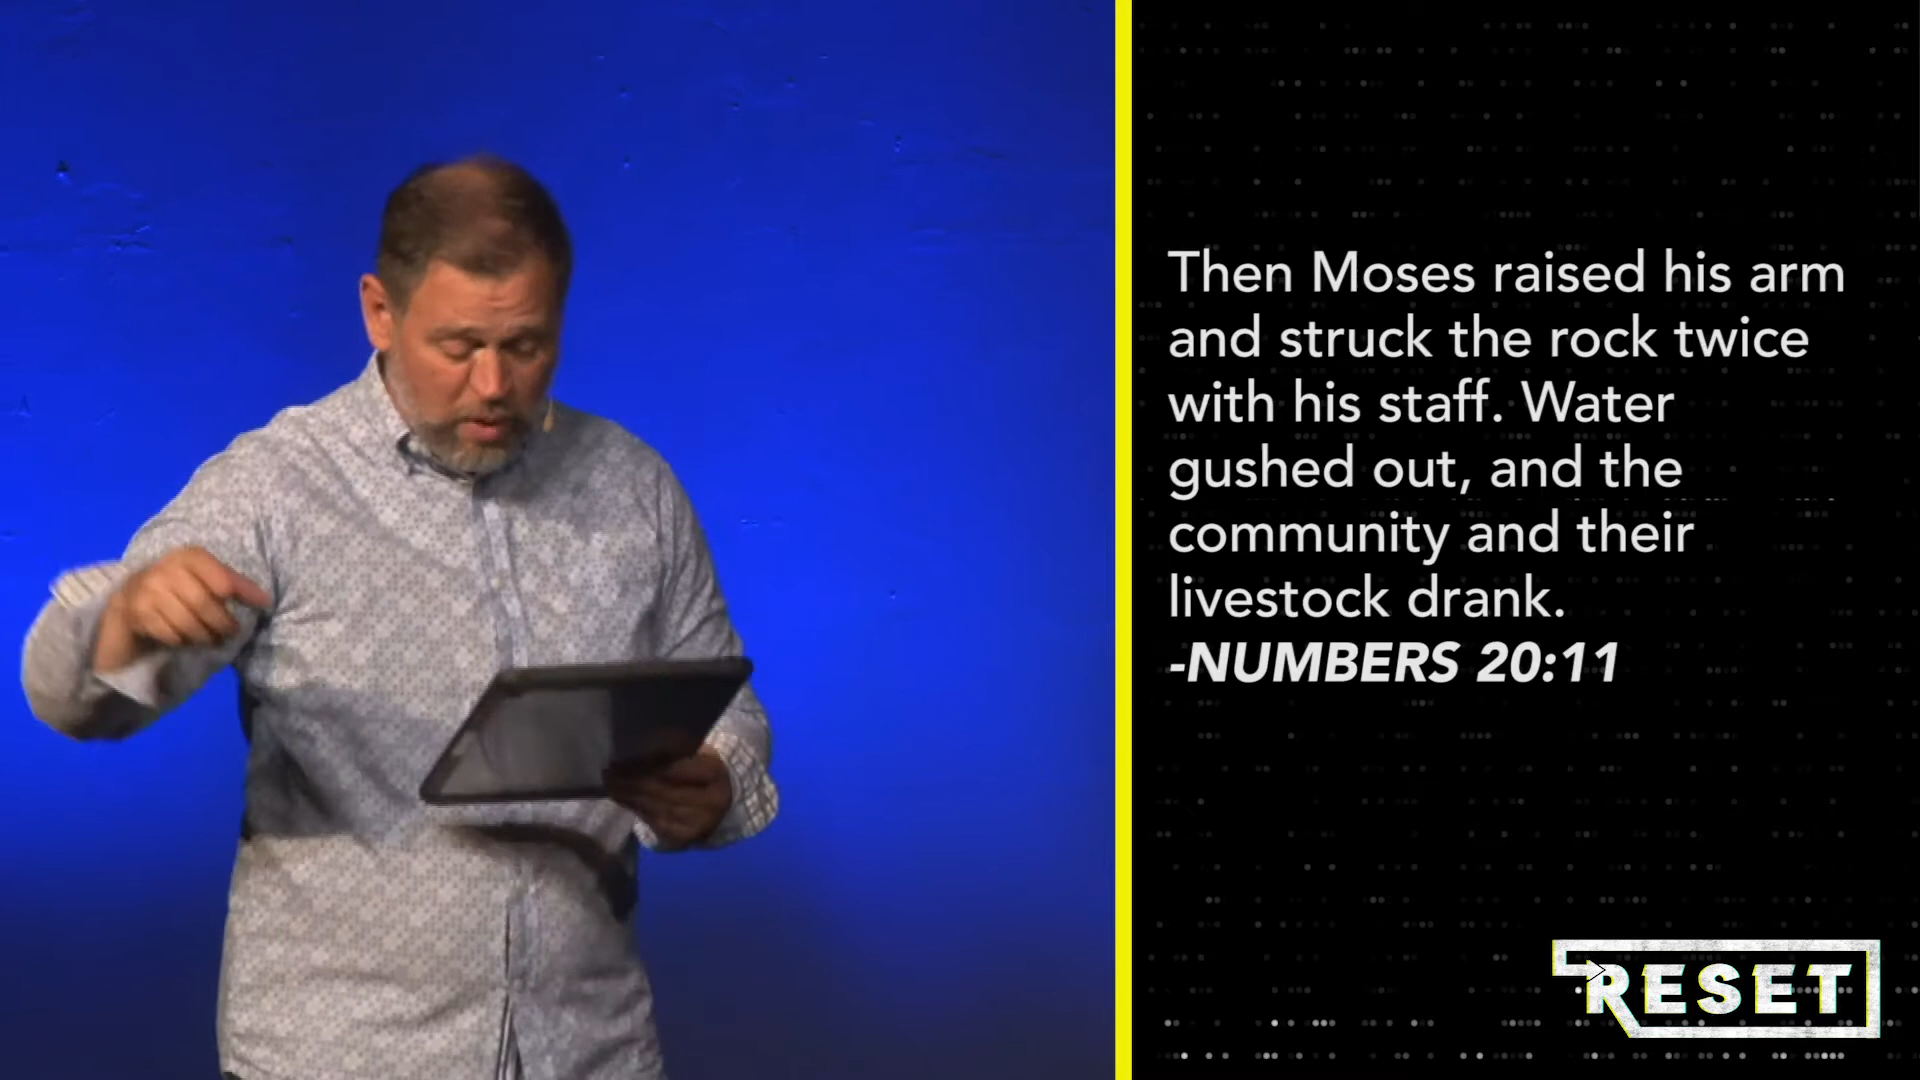 Then Moses raised his arm
and struck the rock twice
with his staff. Water
gushed out, and the
community and their
livestock drank.
-NUMBERS 20:11
RESET